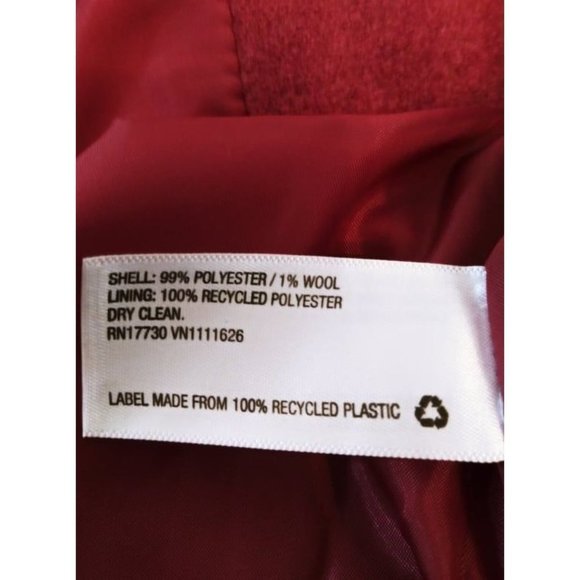 SHELL: 99% POLYESTER / 1% WOOL
LINING: 100% RECYCLED POLYESTER
DRY CLEAN.
RN17730 VN1111626
LABEL MADE FROM 100% RECYCLED PLASTIC